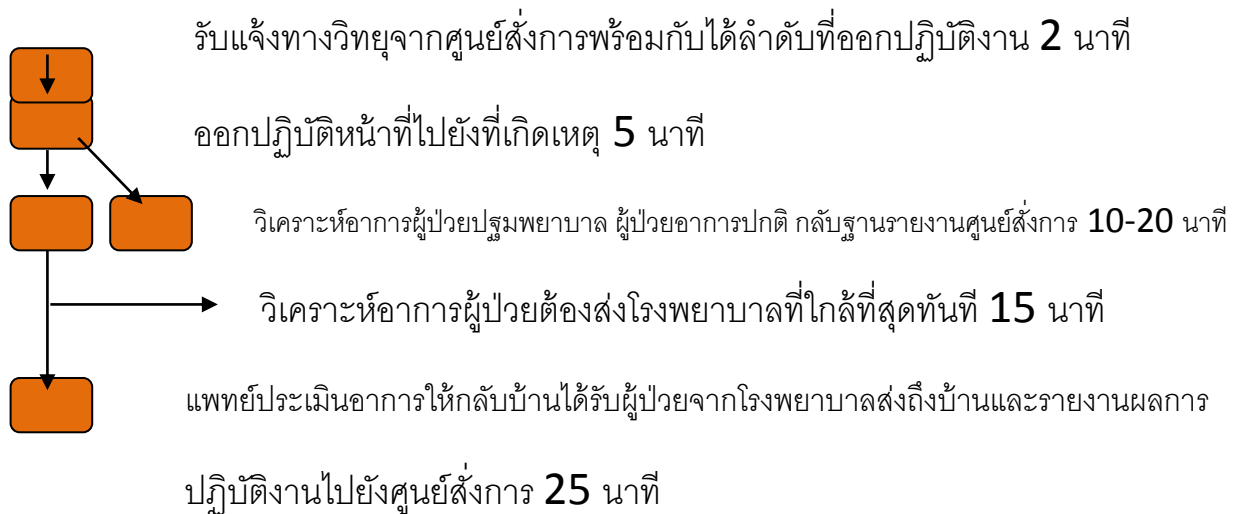 รับแจ้งทางวิทยุจากศูนย์สั่งการพร้อมกับได้ลำดับที่ออกปฏิบัติงาน 2 นาที
ออกปฏิบัติหน้าที่ไปยังที่เกิดเหตุ 5 นาที
วิเคราะห์อาการผู้ป่วยปฐมพยาบาล ผู้ป่วยอาการปกติ กลับฐานรายงานศูนย์สั่งการ 10-20 นาที
วิเคราะห์อาการผู้ป่วยต้องส่งโรงพยาบาลที่ใกล้ที่สุดทันที 15 นาที
แพทย์ประเมินอาการให้กลับบ้านได้รับผู้ป่วยจากโรงพยาบาลส่งถึงบ้านและรายงานผลการ
ปฏิบัติงานไปยังศูนย์สั่งการ 25 นาที